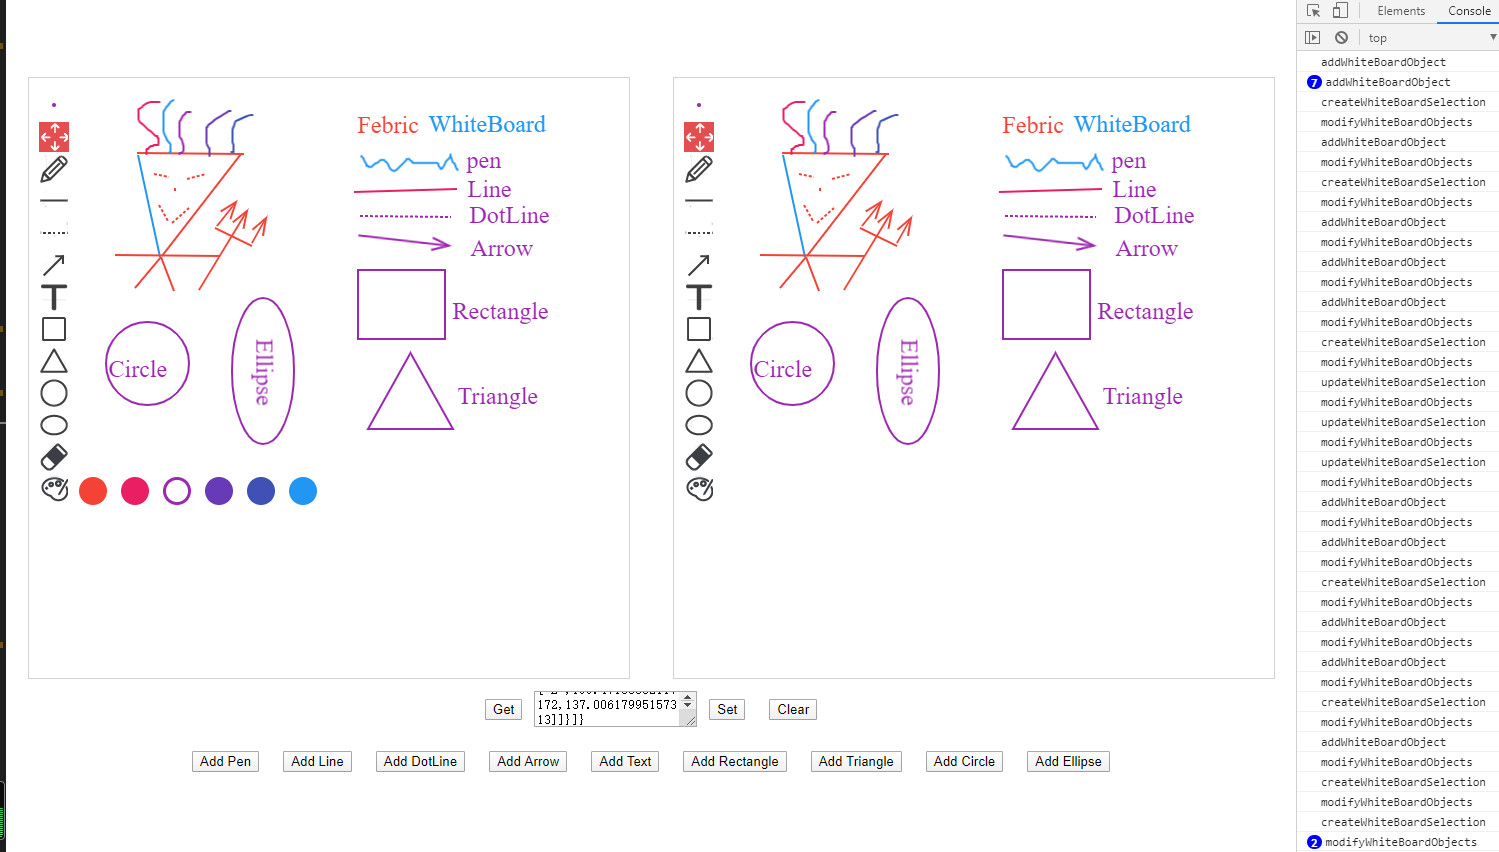 Elements Console
top
Febric WhiteBoard
pen
Line
DotLine
Arrow
Rectangle
Circle
Ellipse
Triangle
Febric WhiteBoard
pen
Line
DotLine
Arrow
Rectangle
Circle
Ellipse
Triangle
Get
172,137.006179951573
13]]}]}
Set
Clear
Add Pen
Add Line
Add DotLine
Add Arrow
Add Text
Add Rectangle
Add Triangle
Add Circle
Add Ellipse
addWhiteBoardObject
7 addWhiteBoardObject
createWhiteBoardSelection
modifyWhiteBoardObjects
addWhiteBoardObject
modifyWhiteBoardObjects
createWhiteBoardSelection
modifyWhiteBoardObjects
addWhiteBoardObject
modifyWhiteBoardObjects
addWhiteBoardObject
modifyWhiteBoardObjects
addWhiteBoardObject
modifyWhiteBoardObjects
createWhiteBoardSelection
modifyWhiteBoardObjects
updateWhiteBoardSelection
modifyWhiteBoardObjects
updateWhiteBoardSelection
modifyWhiteBoardObjects
updateWhiteBoardSelection
modifyWhiteBoardObjects
addWhiteBoardObject
modifyWhiteBoardObjects
addWhiteBoardObject
modifyWhiteBoardObjects
createWhiteBoardSelection
modifyWhiteBoardObjects
addWhiteBoardObject
modifyWhiteBoardObjects
addWhiteBoardObject
modifyWhiteBoardObjects
createWhiteBoardSelection
modifyWhiteBoardObjects
addWhiteBoardObject
modifyWhiteBoardObjects
createWhiteBoardSelection
modifyWhiteBoardObjects
createWhiteBoardSelection
2 modifyWhiteBoardObjects